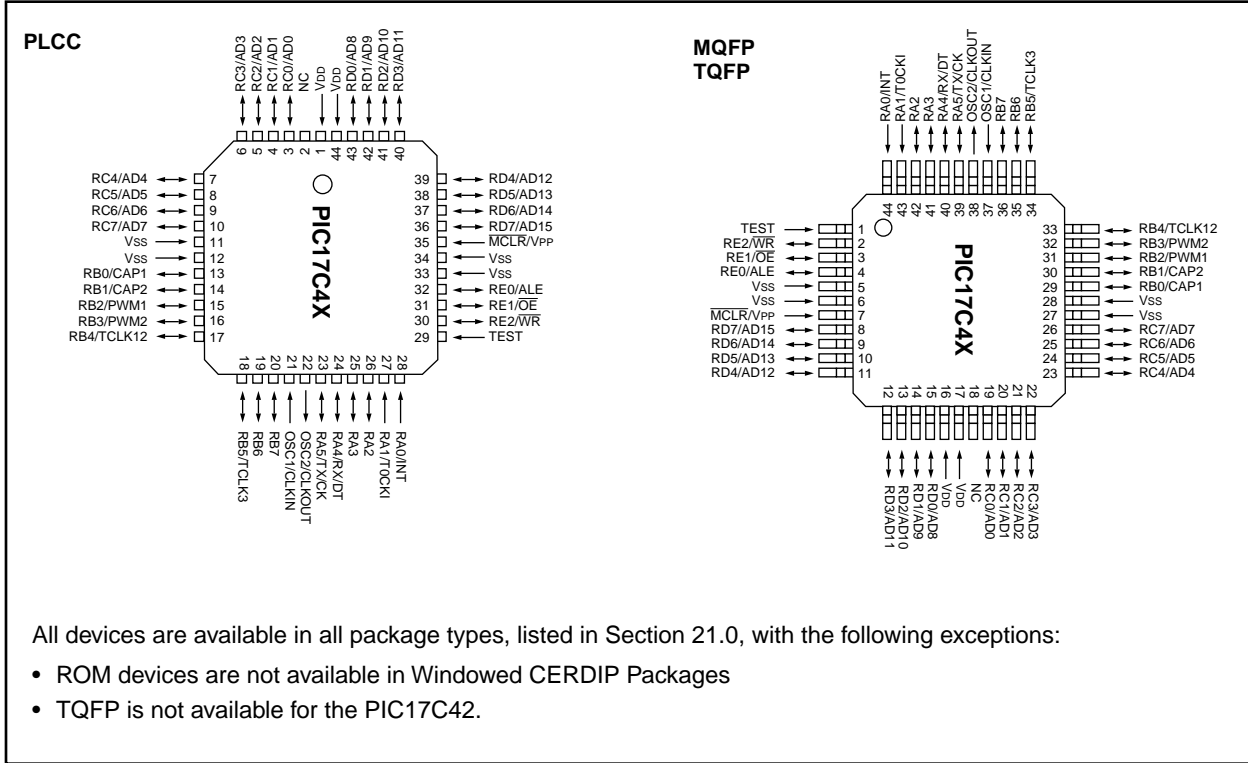 PLCC
RC3/AD3
RC2/AD2
RC1/AD1
RC0/AD0
NC
VDD
VDD
RD0/AD8
RD1/AD9
RD2/AD10
RD3/AD11
6
5
4
3
2
1
44
43
42
41
40
RC4/AD4 7
RC5/AD5 8
RC6/AD6 9
RC7/AD7 10
VSS 11
VSS 12
RB0/CAP1 13
RB1/CAP2 14
RB2/PWM1 15
RB3/PWM2 16
RB4/TCLK12 17
PIC17C4X
39 RD4/AD12
38 RD5/AD13
37 RD6/AD14
36 RD7/AD15
35 MCLR/VPP
34 VSS
33 VSS
32 RE0/ALE
31 RE1/OE
30 RE2/WR
29 TEST
18
19
20
21
22
23
24
25
26
27
28
RB5/TCLK3
RB6
RB7
OSC1/CLKIN
OSC2/CLKOUT
RA5/TX/CK
RA4/RX/DT
RA3
RA2
RA1/T0CKI
RA0/INT
MQFP
TQFP
RA0/INT
RA1/T0CKI
RA2
RA3
RA4/RX/DT
RA5/TX/CK
OSC2/CLKOUT
OSC1/CLKIN
RB7
RB6
RB5/TCLK3
44
43
42
41
40
39
38
37
36
35
34
TEST 1
RE2/WR 2
RE1/OE 3
RE0/ALE 4
VSS 5
VSS 6
MCLR/VPP 7
RD7/AD15 8
RD6/AD14 9
RD5/AD13 10
RD4/AD12 11
PIC17C4X
33 RB4/TCLK12
32 RB3/PWM2
31 RB2/PWM1
30 RB1/CAP2
29 RB0/CAP1
28 VSS
27 VSS
26 RC7/AD7
25 RC6/AD6
24 RC5/AD5
23 RC4/AD4
12
13
14
15
16
17
18
19
20
21
22
RD3/AD11
RD2/AD10
RD1/AD9
RD0/AD8
VDD
VDD
NC
RC0/AD0
RC1/AD1
RC2/AD2
RC3/AD3
All devices are available in all package types, listed in Section 21.0, with the following exceptions:
• ROM devices are not available in Windowed CERDIP Packages
• TQFP is not available for the PIC17C42.